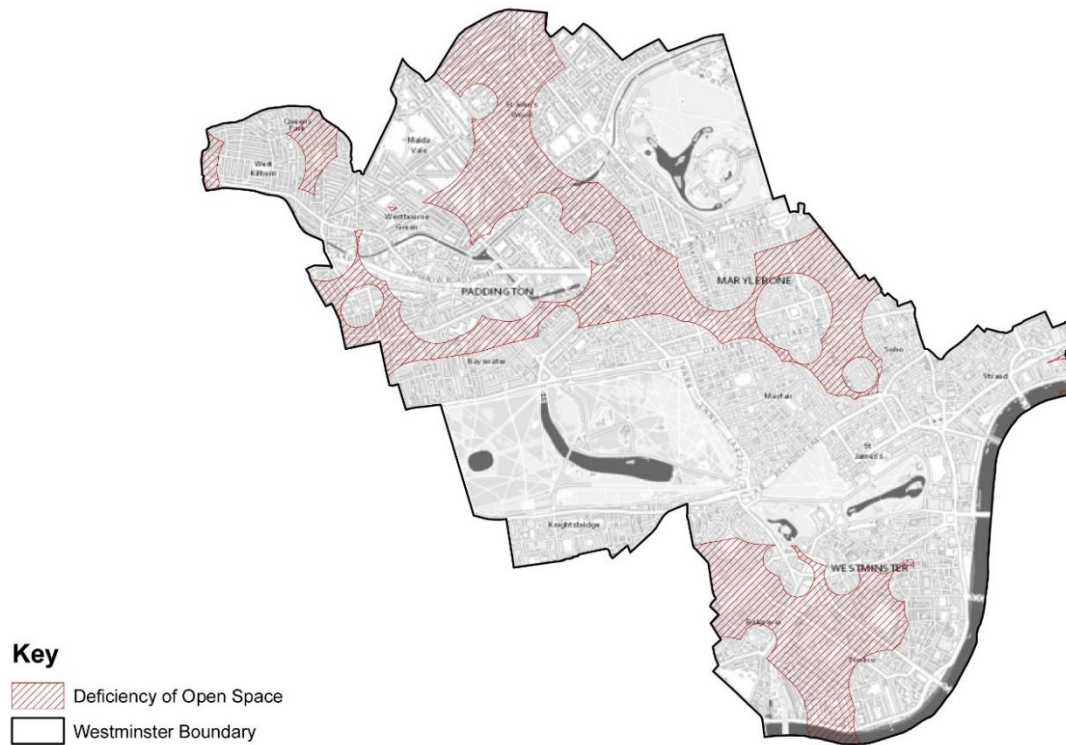 St John's
Wood
Queens
Park
Maida
Vale
West
Kilburn
Westbourne
Green
PADDINGTON
MARYLEBONE
Bayswater
Soho
Strand
Mayfair
St
James's
Knightsbridge
WESTMINSTER
Belgravia
Pimlico
Key
Deficiency of Open Space
Westminster Boundary